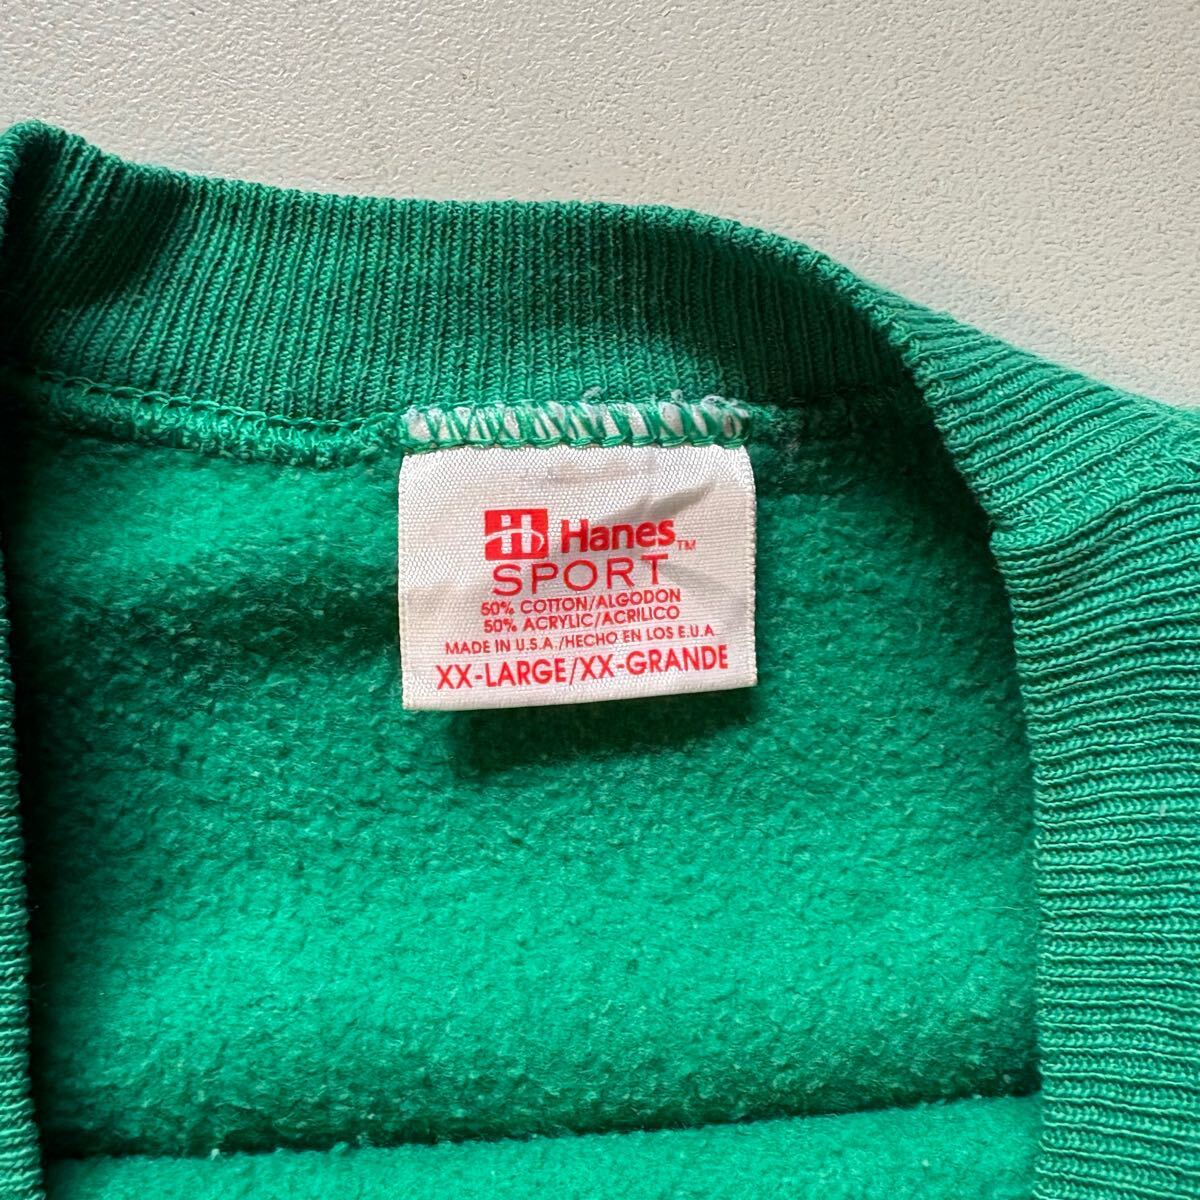 Hanes™
SPORT
50% COTTON/ALGODON
50% ACRYLIC/ACRILICO
MADE IN U.S.A./HECHO EN LOS E.U.A
XX-LARGE/XX-GRANDE